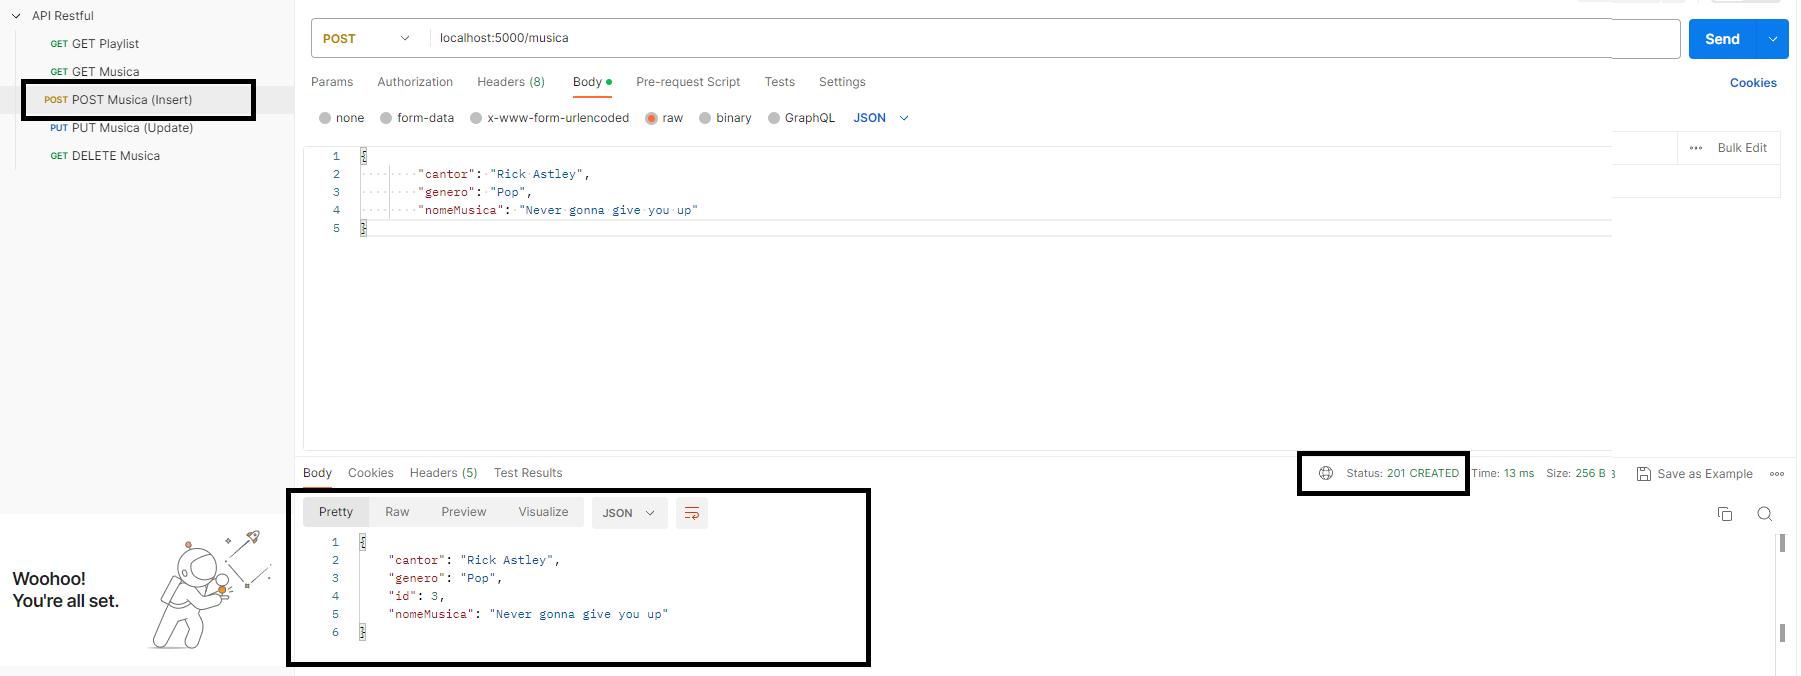 API Restful
GET GET Playlist
GET GET Musica
POST POST Musica (Insert)
PUT PUT Musica (Update)
GET DELETE Musica
Woohoo!
You're all set.
POST localhost:5000/musica
Send
Params Authorization Headers (8) Body Pre-request Script Tests Settings
Cookies
none form-data x-www-form-urlencoded raw binary GraphQL JSON
Bulk Edit
1 {
2 "cantor": "Rick Astley",
3 "genero": "Pop",
4 "nomeMusica": "Never gonna give you up"
5 }
Body Cookies Headers (5) Test Results
Status: 201 CREATED Time: 13 ms Size: 256 B
Save as Example
Pretty Raw Preview Visualize JSON
1 {
2 "cantor": "Rick Astley",
3 "genero": "Pop",
4 "id": 3,
5 "nomeMusica": "Never gonna give you up"
6 }